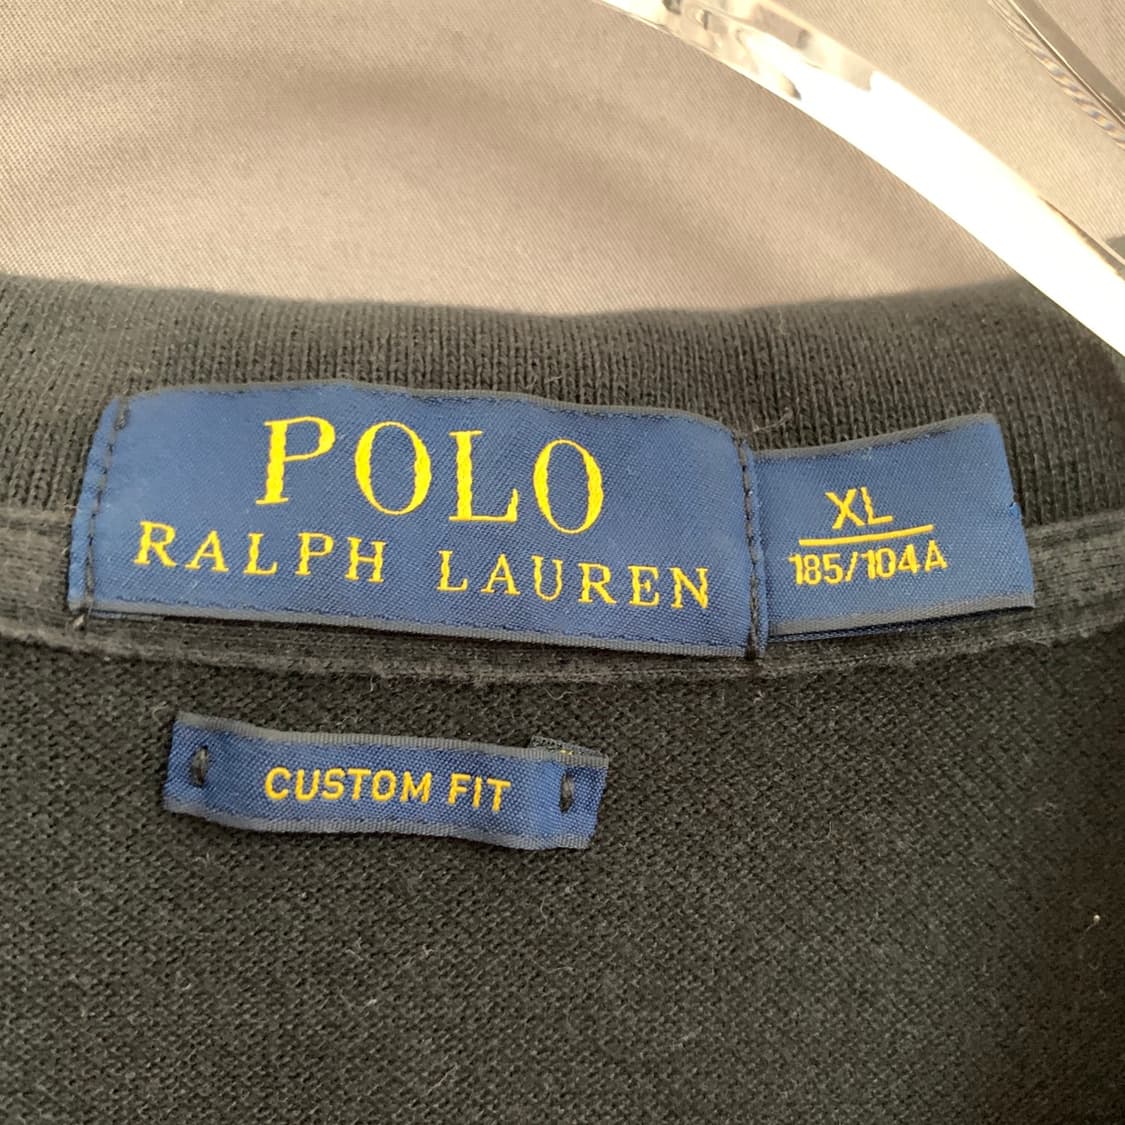 POLO
RALPH LAUREN
XL
185/104A
CUSTOM FIT